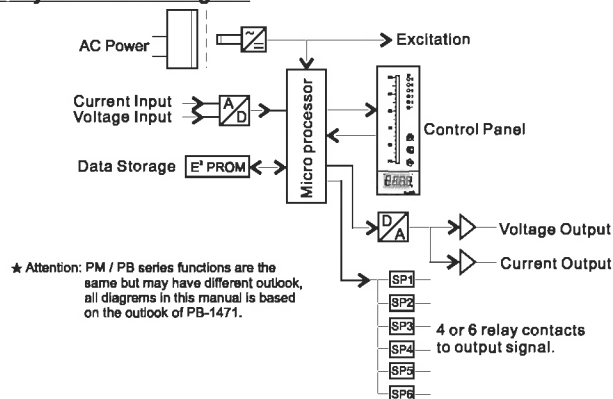 AC Power
Excitation
Current Input
Voltage Input
A
D
Micro processor
Control Panel
Data Storage
E² PROM
D
A
Voltage Output
Current Output
★ Attention: PM / PB series functions are the
same but may have different outlook,
all diagrems in this manual is based
on the outlook of PB-1471.
SP1
SP2
SP3
4 or 6 relay contacts
to output signal.
SP4
SP5
SP6